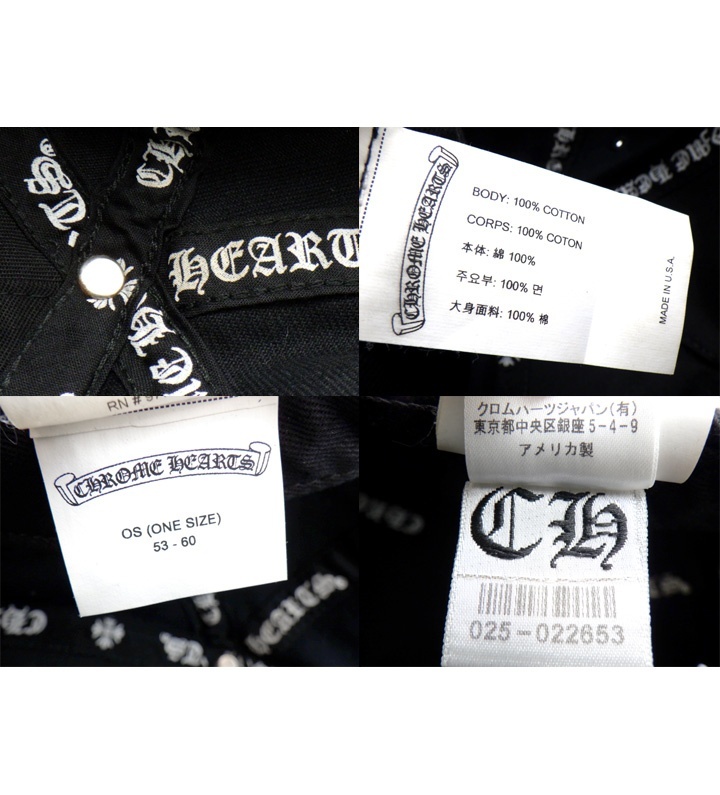 HEARTS
CHROME HEARTS
BODY: 100% COTTON
CORPS: 100% COTON
本体: 綿 100%
주요부: 100% 면
大身面料: 100% 棉
MADE IN U.S.A.
RN #
CHROME HEARTS
OS (ONE SIZE)
53 - 60
HEARTS
CH
クロムハーツジャパン(有)
東京都中央区銀座5-4-9
アメリカ製
CH
025-022653